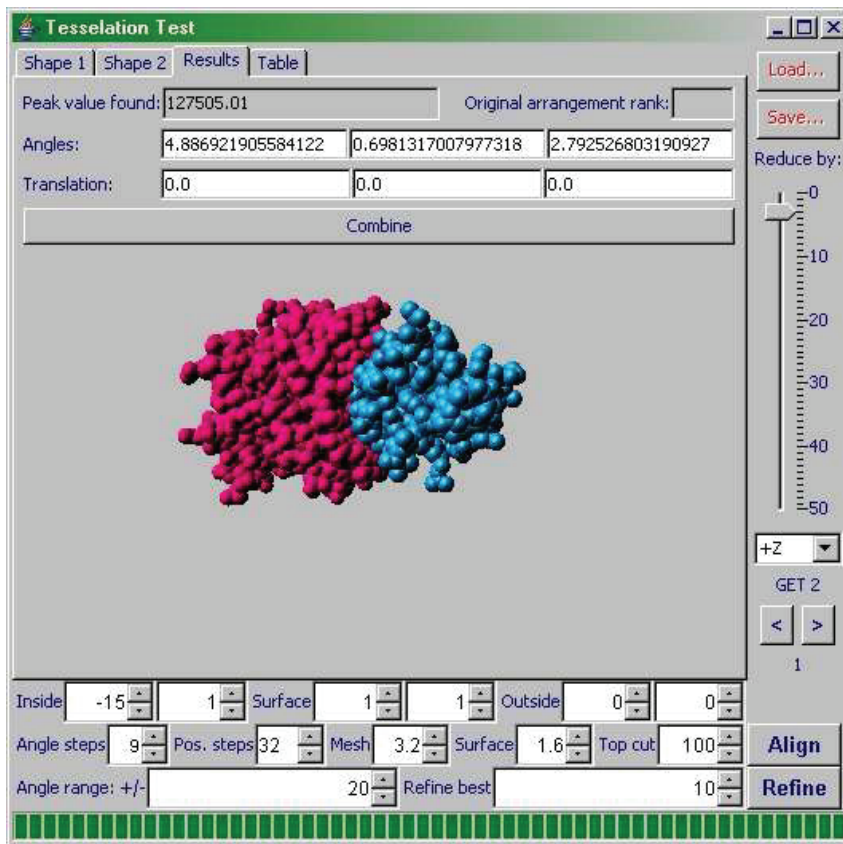 Tesselation Test
Shape 1 Shape 2 Results Table
Load...
Peak value found: 127505.01 Original arrangement rank:
Save...
Angles: 4.886921905584122 0.6981317007977318 2.792526803190927
Reduce by:
Translation: 0.0 0.0 0.0
Combine
0
10
20
30
40
50
+Z
GET 2
< >
1
Inside -15 1 Surface 1 1 Outside 0 0
Angle steps 9 Pos. steps 32 Mesh 3.2 Surface 1.6 Top cut 100 Align
Angle range: +/- 20 Refine best 10 Refine